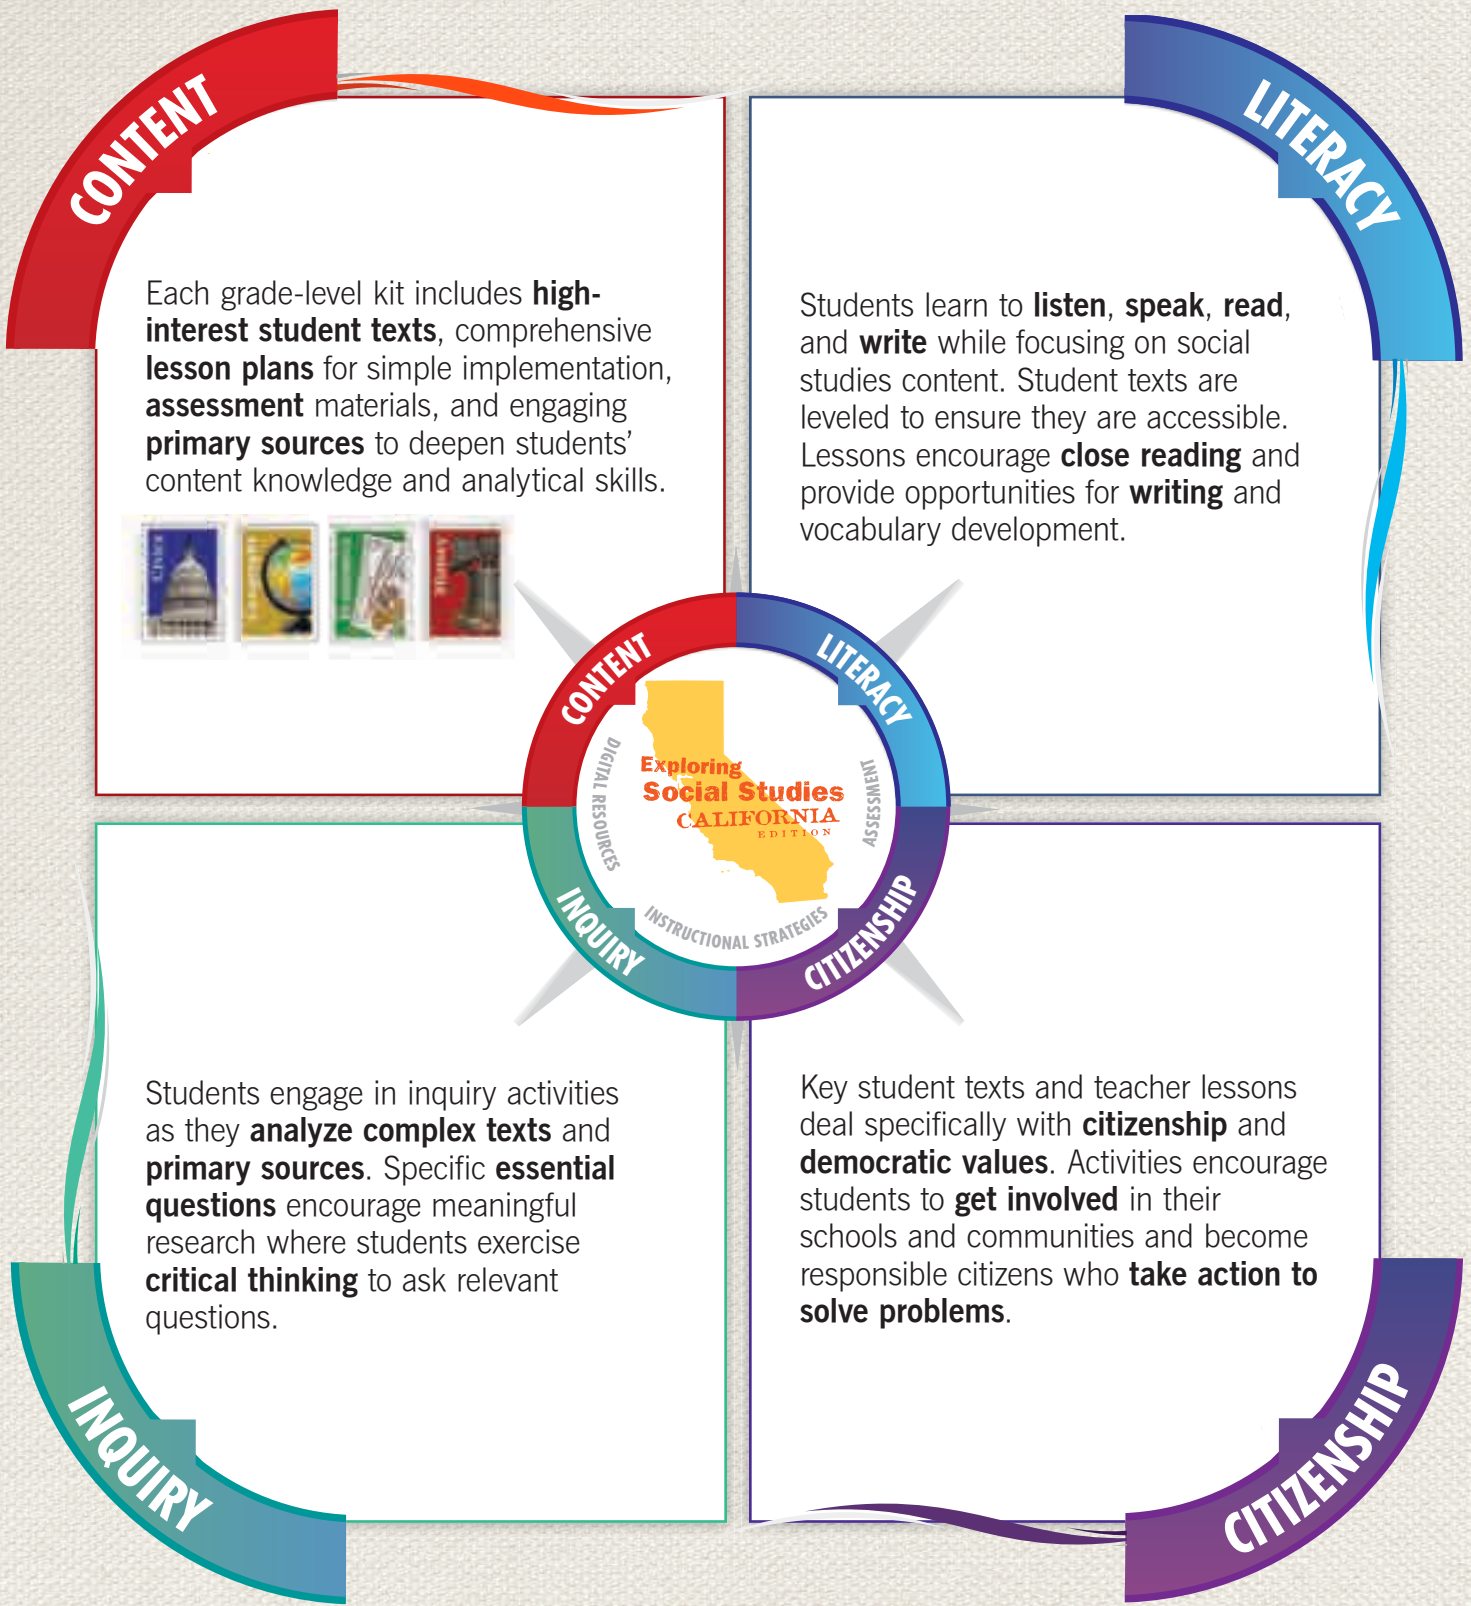 CONTENT
Each grade-level kit includes high-
interest student texts, comprehensive
lesson plans for simple implementation,
assessment materials, and engaging
primary sources to deepen students’
content knowledge and analytical skills.
Civics
LITERACY
Students learn to listen, speak, read,
and write while focusing on social
studies content. Student texts are
leveled to ensure they are accessible.
Lessons encourage close reading and
provide opportunities for writing and
vocabulary development.
CONTENT
LITERACY
DIGITAL RESOURCES
ASSESSMENT
Exploring
Social Studies
CALIFORNIA
EDITION
INSTRUCTIONAL STRATEGIES
INQUIRY
CITIZENSHIP
Students engage in inquiry activities
as they analyze complex texts and
primary sources. Specific essential
questions encourage meaningful
research where students exercise
critical thinking to ask relevant
questions.
INQUIRY
Key student texts and teacher lessons
deal specifically with citizenship and
democratic values. Activities encourage
students to get involved in their
schools and communities and become
responsible citizens who take action to
solve problems.
CITIZENSHIP